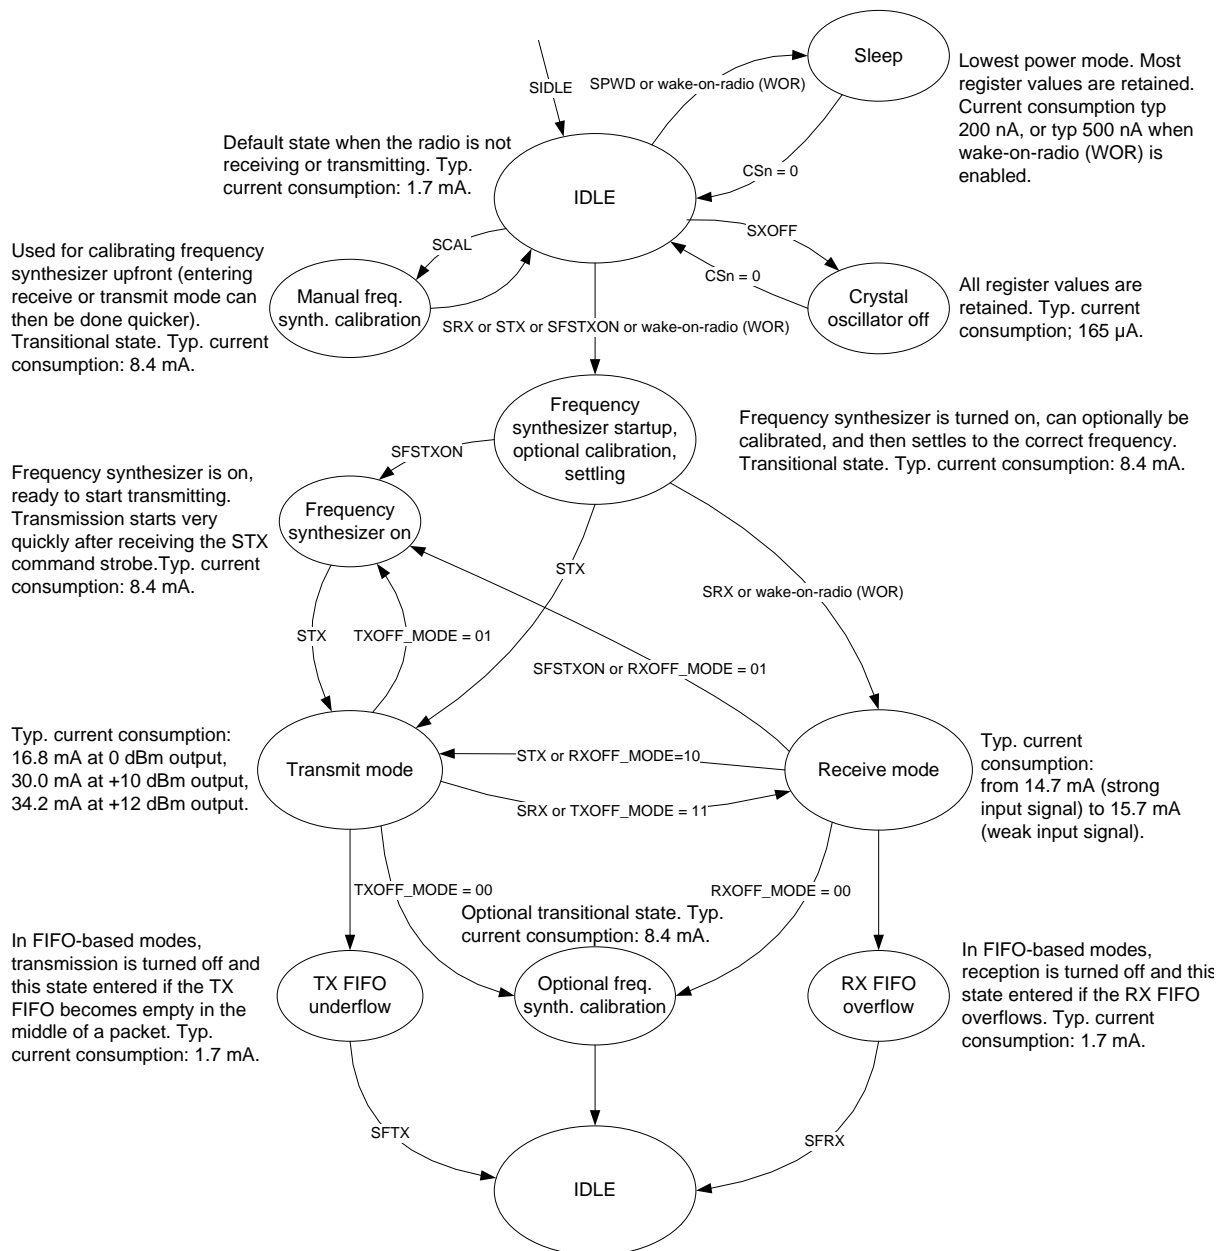 Sleep
Lowest power mode. Most
register values are retained.
Current consumption typ
200 nA, or typ 500 nA when
wake-on-radio (WOR) is
enabled.
SIDLE
SPWD or wake-on-radio (WOR)
Default state when the radio is not
receiving or transmitting. Typ.
current consumption: 1.7 mA.
CSn = 0
IDLE
SXOFF
SCAL
CSn = 0
Used for calibrating frequency
synthesizer upfront (entering
receive or transmit mode can
then be done quicker).
Transitional state. Typ. current
consumption: 8.4 mA.
Manual freq.
synth. calibration
Crystal
oscillator off
All register values are
retained. Typ. current
consumption; 165 µA.
SRX or STX or SFSTXON or wake-on-radio (WOR)
Frequency
synthesizer startup,
optional calibration,
settling
Frequency synthesizer is turned on, can optionally be
calibrated, and then settles to the correct frequency.
Transitional state. Typ. current consumption: 8.4 mA.
SFSTXON
Frequency synthesizer is on,
ready to start transmitting.
Transmission starts very
quickly after receiving the STX
command strobe.Typ. current
consumption: 8.4 mA.
Frequency
synthesizer on
STX
SRX or wake-on-radio (WOR)
STX
TXOFF_MODE = 01
SFSTXON or RXOFF_MODE = 01
Typ. current consumption:
16.8 mA at 0 dBm output,
30.0 mA at +10 dBm output,
34.2 mA at +12 dBm output.
Transmit mode
STX or RXOFF_MODE=10
SRX or TXOFF_MODE = 11
Receive mode
Typ. current
consumption:
from 14.7 mA (strong
input signal) to 15.7 mA
(weak input signal).
TXOFF_MODE = 00
RXOFF_MODE = 00
Optional transitional state. Typ.
current consumption: 8.4 mA.
In FIFO-based modes,
transmission is turned off and
this state entered if the TX
FIFO becomes empty in the
middle of a packet. Typ.
current consumption: 1.7 mA.
TX FIFO
underflow
Optional freq.
synth. calibration
RX FIFO
overflow
In FIFO-based modes,
reception is turned off and this
state entered if the RX FIFO
overflows. Typ. current
consumption: 1.7 mA.
SFTX
SFRX
IDLE